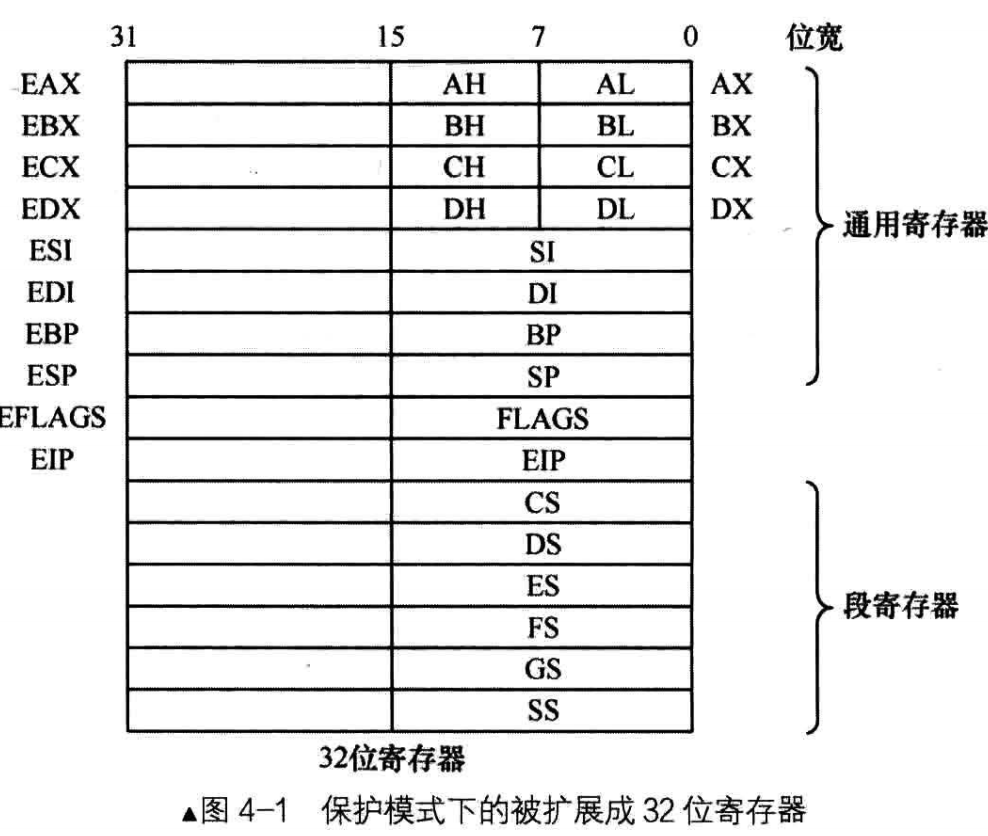 31 15 7 0 位宽
EAX AH AL AX
EBX BH BL BX
ECX CH CL CX
EDX DH DL DX
通用寄存器
ESI SI
EDI DI
EBP BP
ESP SP
EFLAGS FLAGS
EIP EIP
CS
DS
ES
段寄存器
FS
GS
SS
32位寄存器
▲图 4-1 保护模式下的被扩展成 32 位寄存器